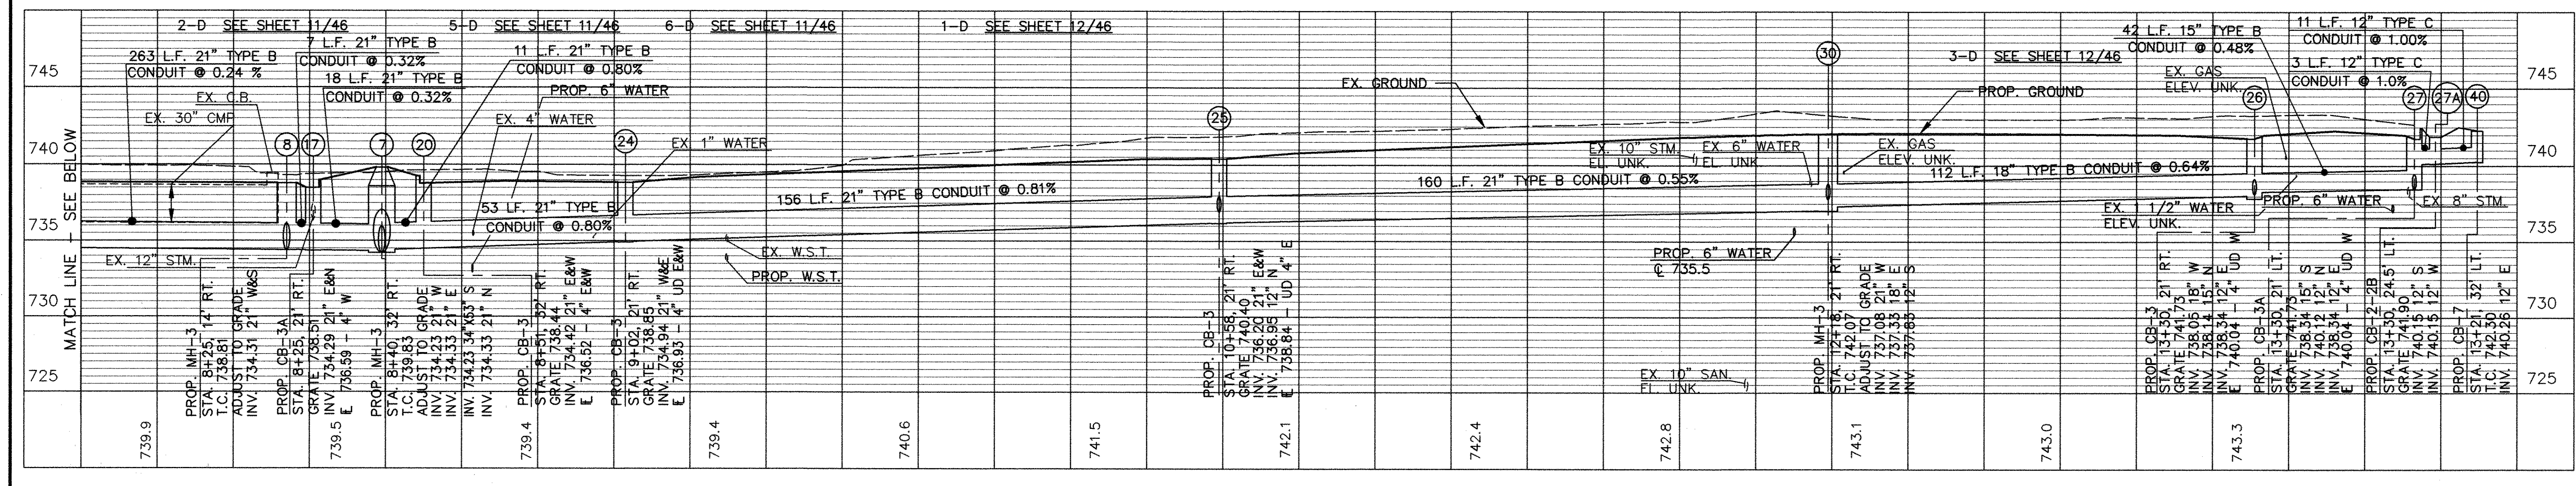 2-D SEE SHEET 11/46
5-D SEE SHEET 11/46
6-D SEE SHEET 11/46
1-D SEE SHEET 12/46
3-D SEE SHEET 12/46
263 L.F. 21" TYPE B
CONDUIT @ 0.24 %
7 L.F. 21" TYPE B
CONDUIT @ 0.32%
18 L.F. 21" TYPE B
CONDUIT @ 0.32%
11 L.F. 21" TYPE B
CONDUIT @ 0.80%
PROP. 6" WATER
EX. C.B.
EX. 30" CMP
EX. 4" WATER
EX. 1" WATER
EX. GROUND
PROP. GROUND
42 L.F. 15" TYPE B
CONDUIT @ 0.48%
11 L.F. 12" TYPE C
CONDUIT @ 1.00%
3 L.F. 12" TYPE C
CONDUIT @ 1.0%
EX. GAS
ELEV. UNK.
745
740
735
730
725
745
740
735
730
725
MATCH LINE - SEE BELOW
8
17
7
20
24
25
30
26
27
27A
40
53 LF. 21" TYPE B
CONDUIT @ 0.80%
156 L.F. 21" TYPE B CONDUIT @ 0.81%
160 L.F. 21" TYPE B CONDUIT @ 0.55%
112 L.F. 18" TYPE B CONDUIT @ 0.64%
EX. 10" STM.
EL. UNK.
EX. 6" WATER
EL. UNK
EX. GAS
ELEV. UNK.
EX. 12" STM.
EX. W.S.T.
PROP. W.S.T.
PROP. 6" WATER
℄ 735.5
EX. 1 1/2" WATER
ELEV. UNK.
PROP. 6" WATER
EX. 8" STM.
EX. 10" SAN.
EL. UNK.
PROP. MH-3
STA. 8+25, 14' RT.
T.C. 738.81
ADJUST TO GRADE
INV. 734.31 21" W&S
PROP. CB-3A
STA. 8+25, 21' RT.
GRATE 738.51
INV. 734.29 21" E&N
℄ 736.59 - 4" W
PROP. MH-3
STA. 8+40, 32' RT.
T.C. 739.83
ADJUST TO GRADE
INV. 734.23 21" W
INV. 734.33 21" E
INV. 734.23 34"X53" S
INV. 734.33 21" N
PROP. CB-3
STA. 8+51, 32' RT.
GRATE 738.44
INV. 734.42 21" E&W
℄ 736.52 - 4" E&W
PROP. CB-3
STA. 9+02, 21' RT.
GRATE 738.85
INV. 734.94 21" W&E
℄ 736.93 - 4" UD E&W
PROP. CB-3
STA. 10+58, 21' RT.
GRATE 740.40
INV. 736.20 21" E&W
INV. 736.95 12" N
℄ 738.84 - UD 4" E
PROP. MH-3
STA. 12+18, 21' RT.
T.C. 742.07
ADJUST TO GRADE
INV. 737.08 21" W
INV. 737.33 18" E
INV. 737.83 12" S
PROP. CB-3
STA. 13+30, 21' RT.
GRATE 741.73
INV. 738.05 18" W
INV. 738.14 15" N
INV. 738.34 12" E
℄ 740.04 - 4" UD W
PROP. CB-3A
STA. 13+30, 21' LT.
GRATE 741.73
INV. 738.34 15" S
INV. 740.12 12" N
INV. 738.34 12" E
℄ 740.04 - 4" UD W
PROP. CB-2-2B
STA. 13+30, 24.5' LT.
GRATE 741.90
INV. 740.15 12" S
INV. 740.15 12" W
PROP. CB-7
STA. 13+21, 32' LT.
T.C. 742.30
INV. 740.26 12" E
739.9
739.5
739.4
739.4
740.6
741.5
742.1
742.4
742.8
743.1
743.0
743.3